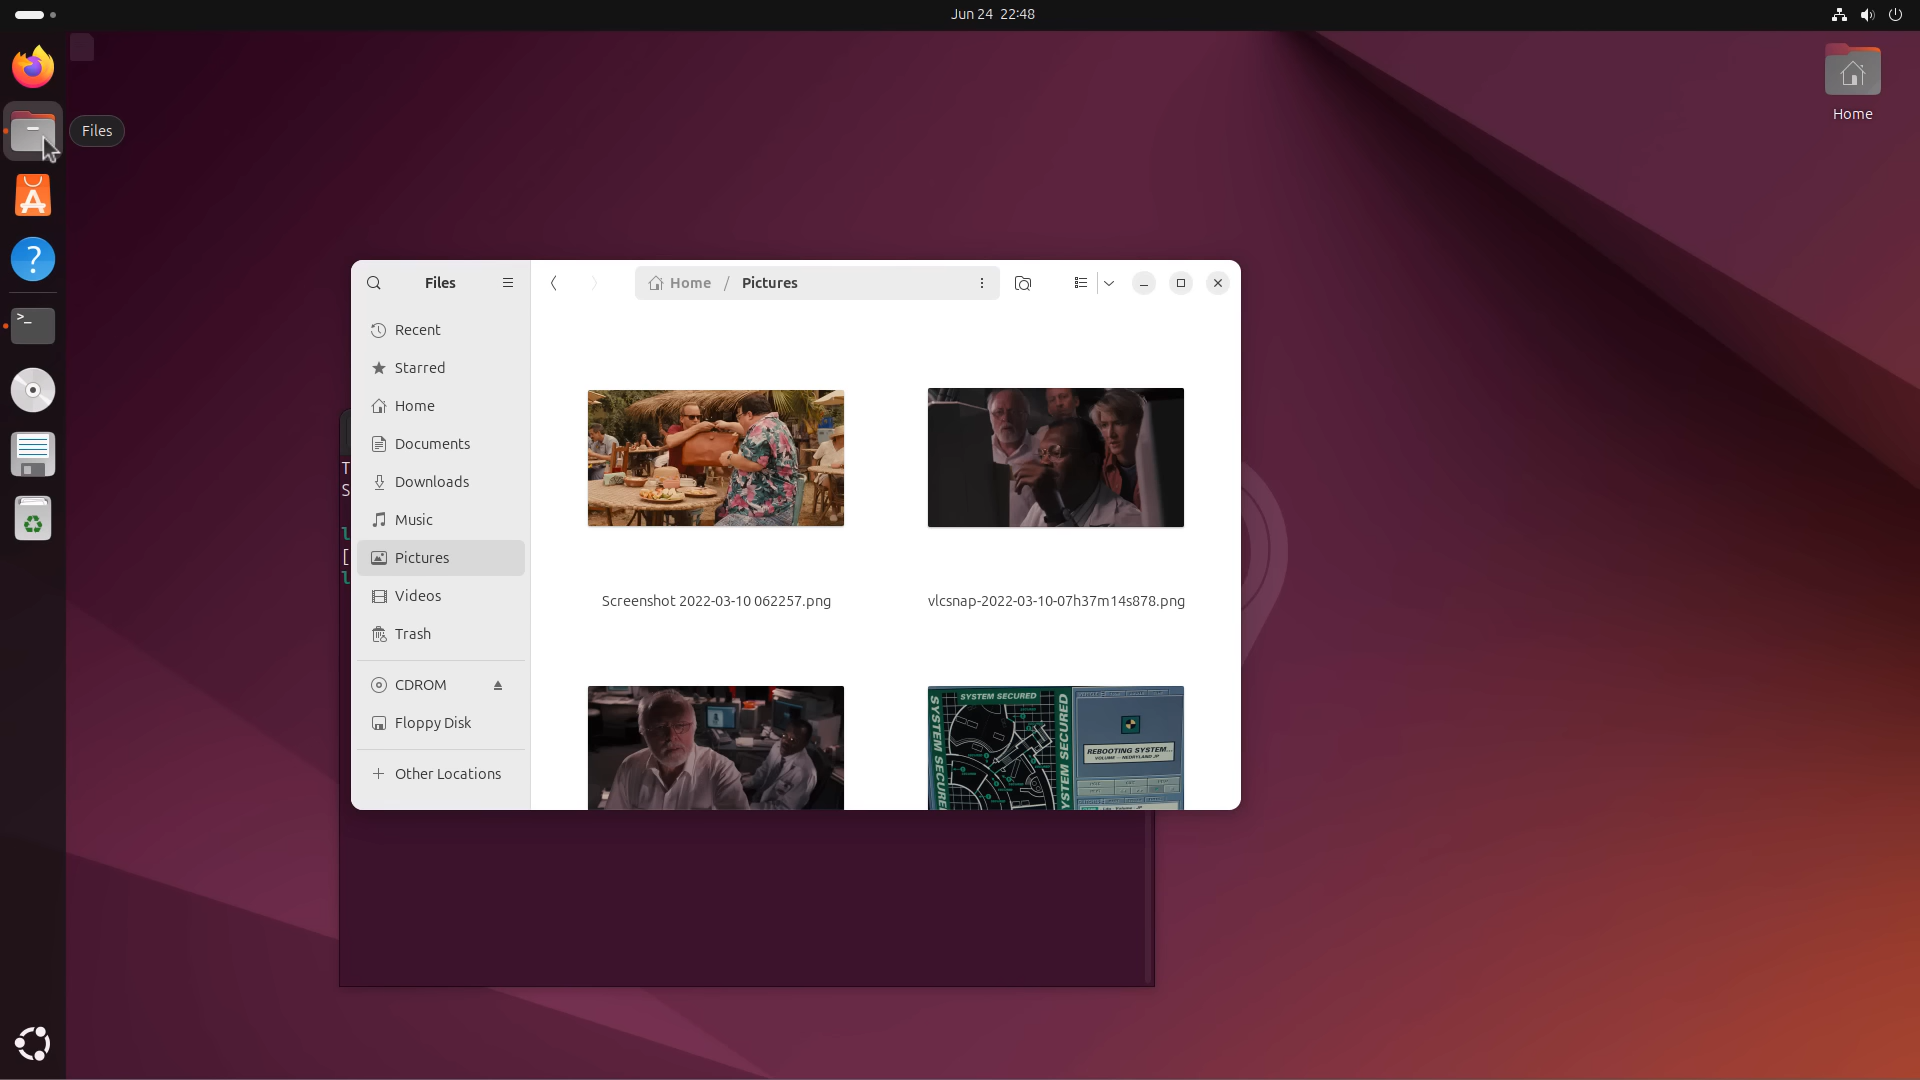 Jun 24 22:48
Files
Home
Files
Home / Pictures
Recent
Starred
Home
Documents
Downloads
Music
Pictures
Videos
Trash
CDROM
Floppy Disk
Other Locations
Screenshot 2022-03-10 062257.png
vlcsnap-2022-03-10-07h37m14s878.png
SYSTEM SECURED
SYSTEM SECURED
SYSTEM SECURED
REBOOTING SYSTEM...
T
S
l
[
l
>_